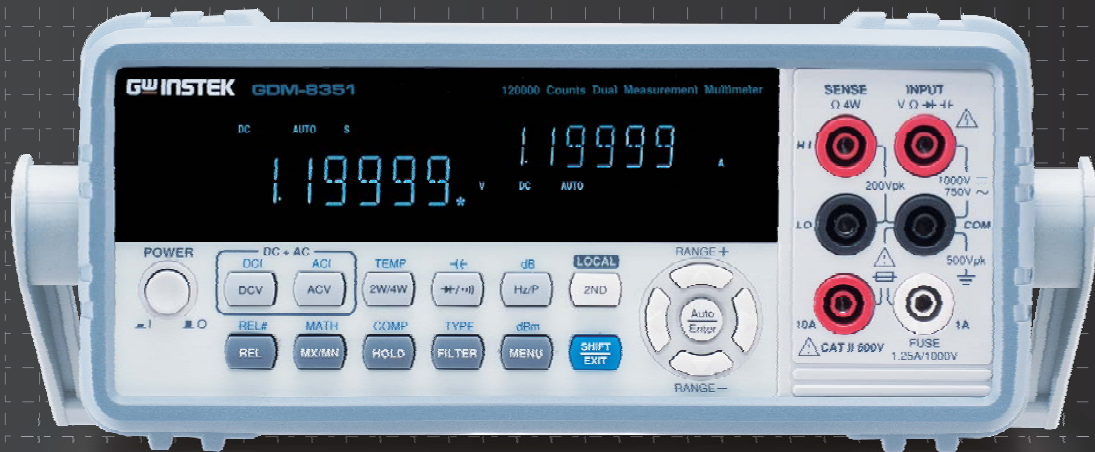 GW INSTEK GDM-8351
120000 Counts Dual Measurement Multimeter
DC AUTO S
1.19999* V
1.19999 A
DC AUTO
SENSE INPUT
Ω 4W V Ω
HI
200Vpk
1000V
750V
LO COM
500Vpk
10A 1A
CAT II 600V
FUSE
1.25A/1000V
POWER
I O
DC + AC
DCI ACI TEMP dB LOCAL
DCV ACV 2W/4W Hz/P 2ND
REL# MATH COMP TYPE dBm
REL MX/MN HOLD FILTER MENU SHIFT
EXIT
RANGE +
Auto
Enter
RANGE −